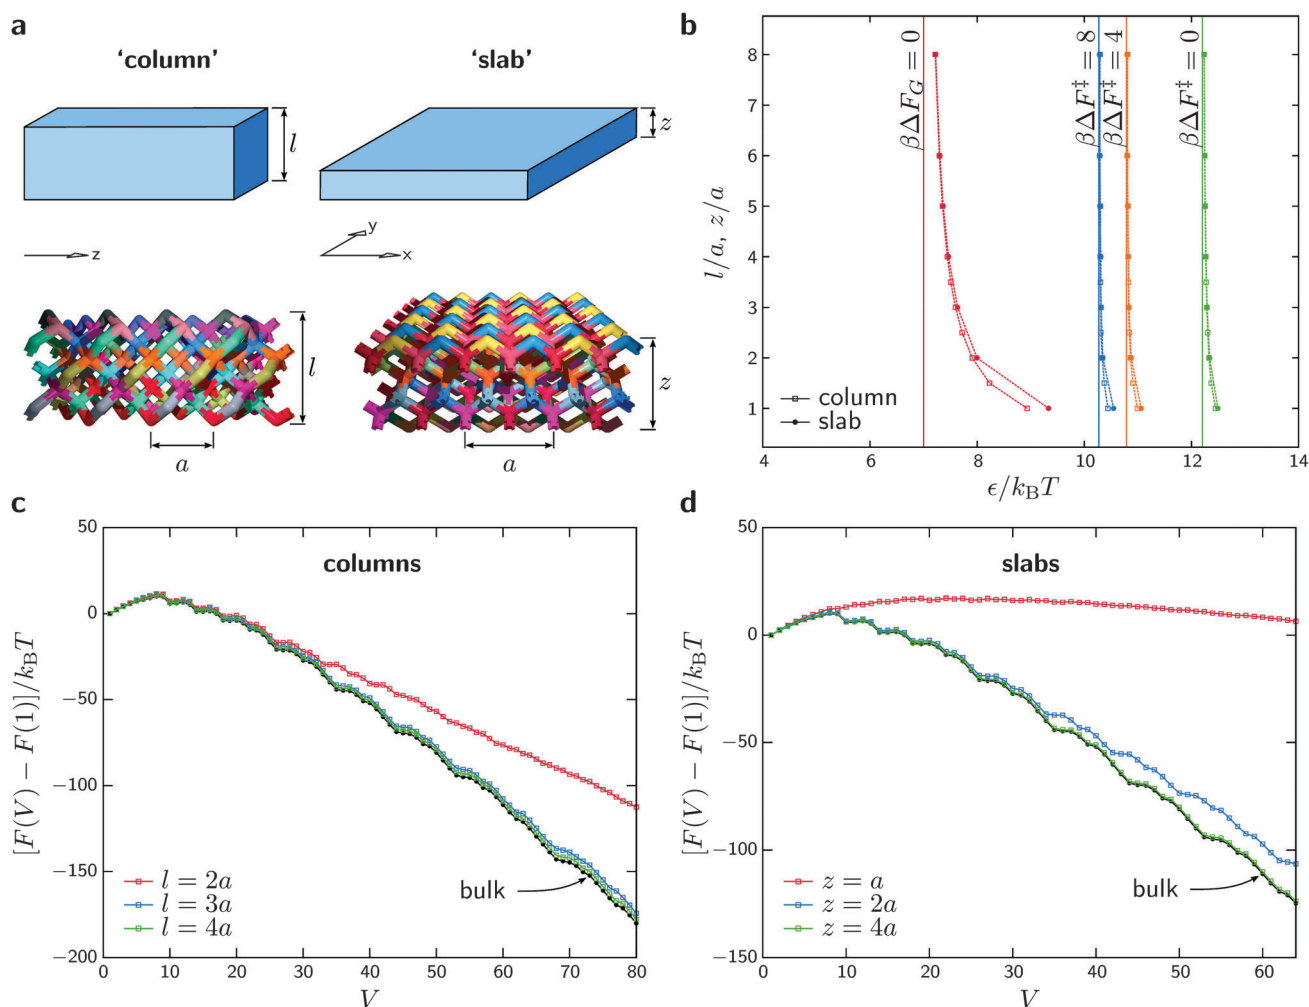 a
‘column’
‘slab’
l
z
z
y
x
l
z
a
a
b
l/a, z/a
8
7
6
5
4
3
2
1
βΔF_G = 0
βΔF‡ = 8
βΔF‡ = 4
βΔF‡ = 0
column
slab
4
6
8
10
12
14
ϵ/k_BT
c
columns
[F(V) − F(1)]/k_BT
50
0
−50
−100
−150
−200
l = 2a
l = 3a
l = 4a
bulk
0
10
20
30
40
50
60
70
80
V
d
slabs
[F(V) − F(1)]/k_BT
50
0
−50
−100
−150
z = a
z = 2a
z = 4a
bulk
0
10
20
30
40
50
60
V